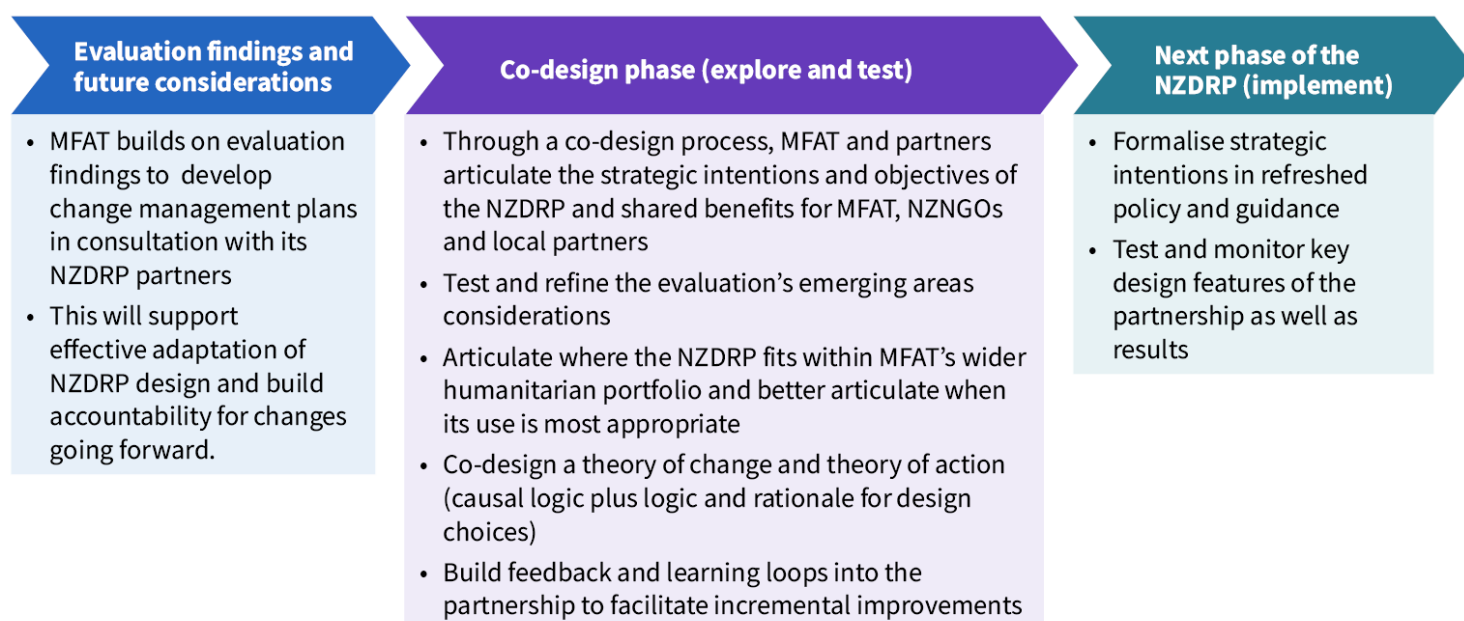 Evaluation findings and
future considerations
• MFAT builds on evaluation
findings to develop
change management plans
in consultation with its
NZDRP partners
• This will support
effective adaptation of
NZDRP design and build
accountability for changes
going forward.
Co-design phase (explore and test)
• Through a co-design process, MFAT and partners
articulate the strategic intentions and objectives of
the NZDRP and shared benefits for MFAT, NZNGOs
and local partners
• Test and refine the evaluation’s emerging areas
considerations
• Articulate where the NZDRP fits within MFAT’s wider
humanitarian portfolio and better articulate when
its use is most appropriate
• Co-design a theory of change and theory of action
(causal logic plus logic and rationale for design
choices)
• Build feedback and learning loops into the
partnership to facilitate incremental improvements
Next phase of the
NZDRP (implement)
• Formalise strategic
intentions in refreshed
policy and guidance
• Test and monitor key
design features of the
partnership as well as
results